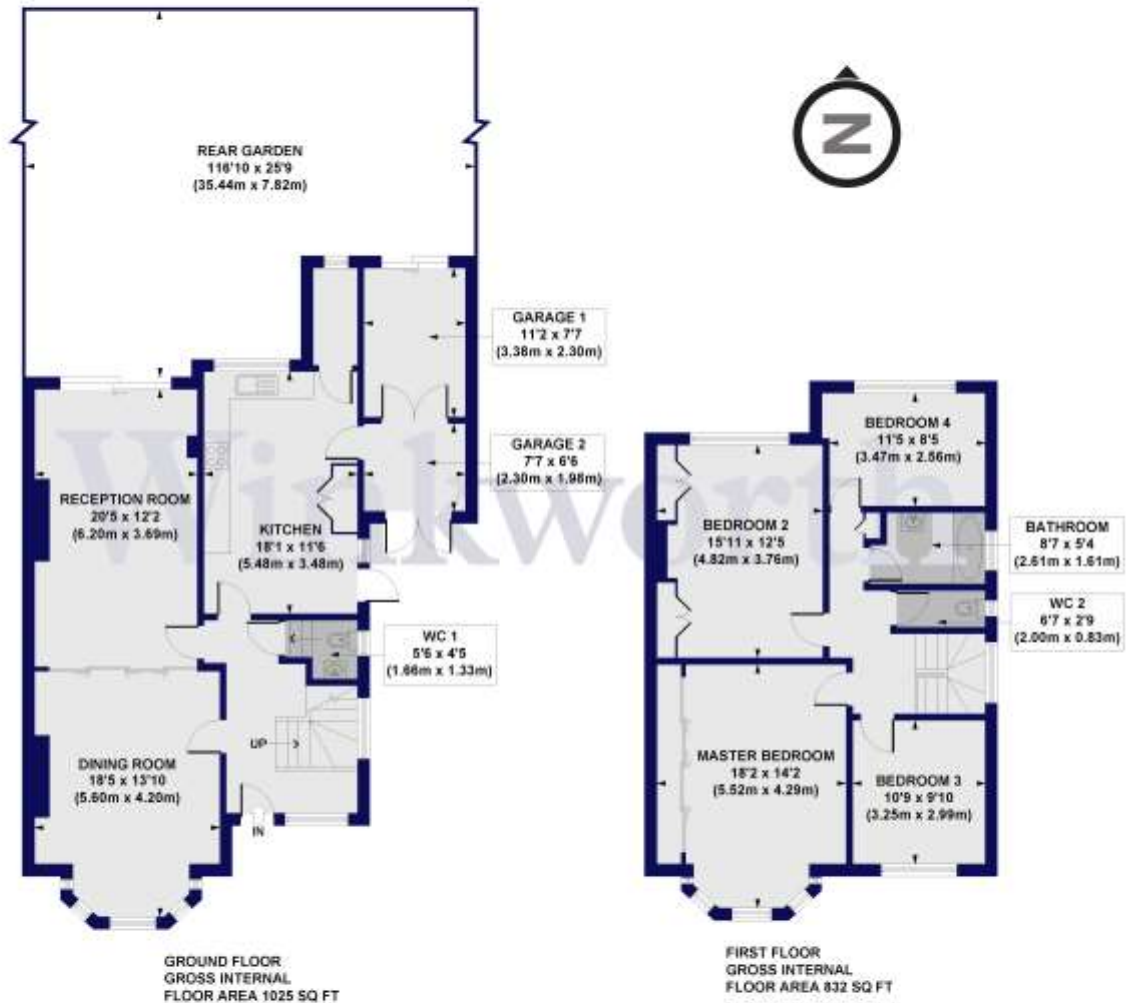 REAR GARDEN
116'10 x 25'9
(35.44m x 7.82m)
N
GARAGE 1
11'2 x 7'7
(3.38m x 2.30m)
GARAGE 2
7'7 x 6'6
(2.30m x 1.98m)
RECEPTION ROOM
20'5 x 12'2
(6.20m x 3.69m)
KITCHEN
18'1 x 11'6
(5.48m x 3.48m)
WC 1
5'6 x 4'5
(1.66m x 1.33m)
UP
DINING ROOM
18'5 x 13'10
(5.60m x 4.20m)
IN
GROUND FLOOR
GROSS INTERNAL
FLOOR AREA 1025 SQ FT
BEDROOM 4
11'5 x 8'5
(3.47m x 2.56m)
BEDROOM 2
15'11 x 12'5
(4.82m x 3.76m)
BATHROOM
8'7 x 5'4
(2.61m x 1.61m)
WC 2
6'7 x 2'9
(2.00m x 0.83m)
MASTER BEDROOM
18'2 x 14'2
(5.52m x 4.29m)
BEDROOM 3
10'9 x 9'10
(3.25m x 2.99m)
FIRST FLOOR
GROSS INTERNAL
FLOOR AREA 832 SQ FT
Winkworth